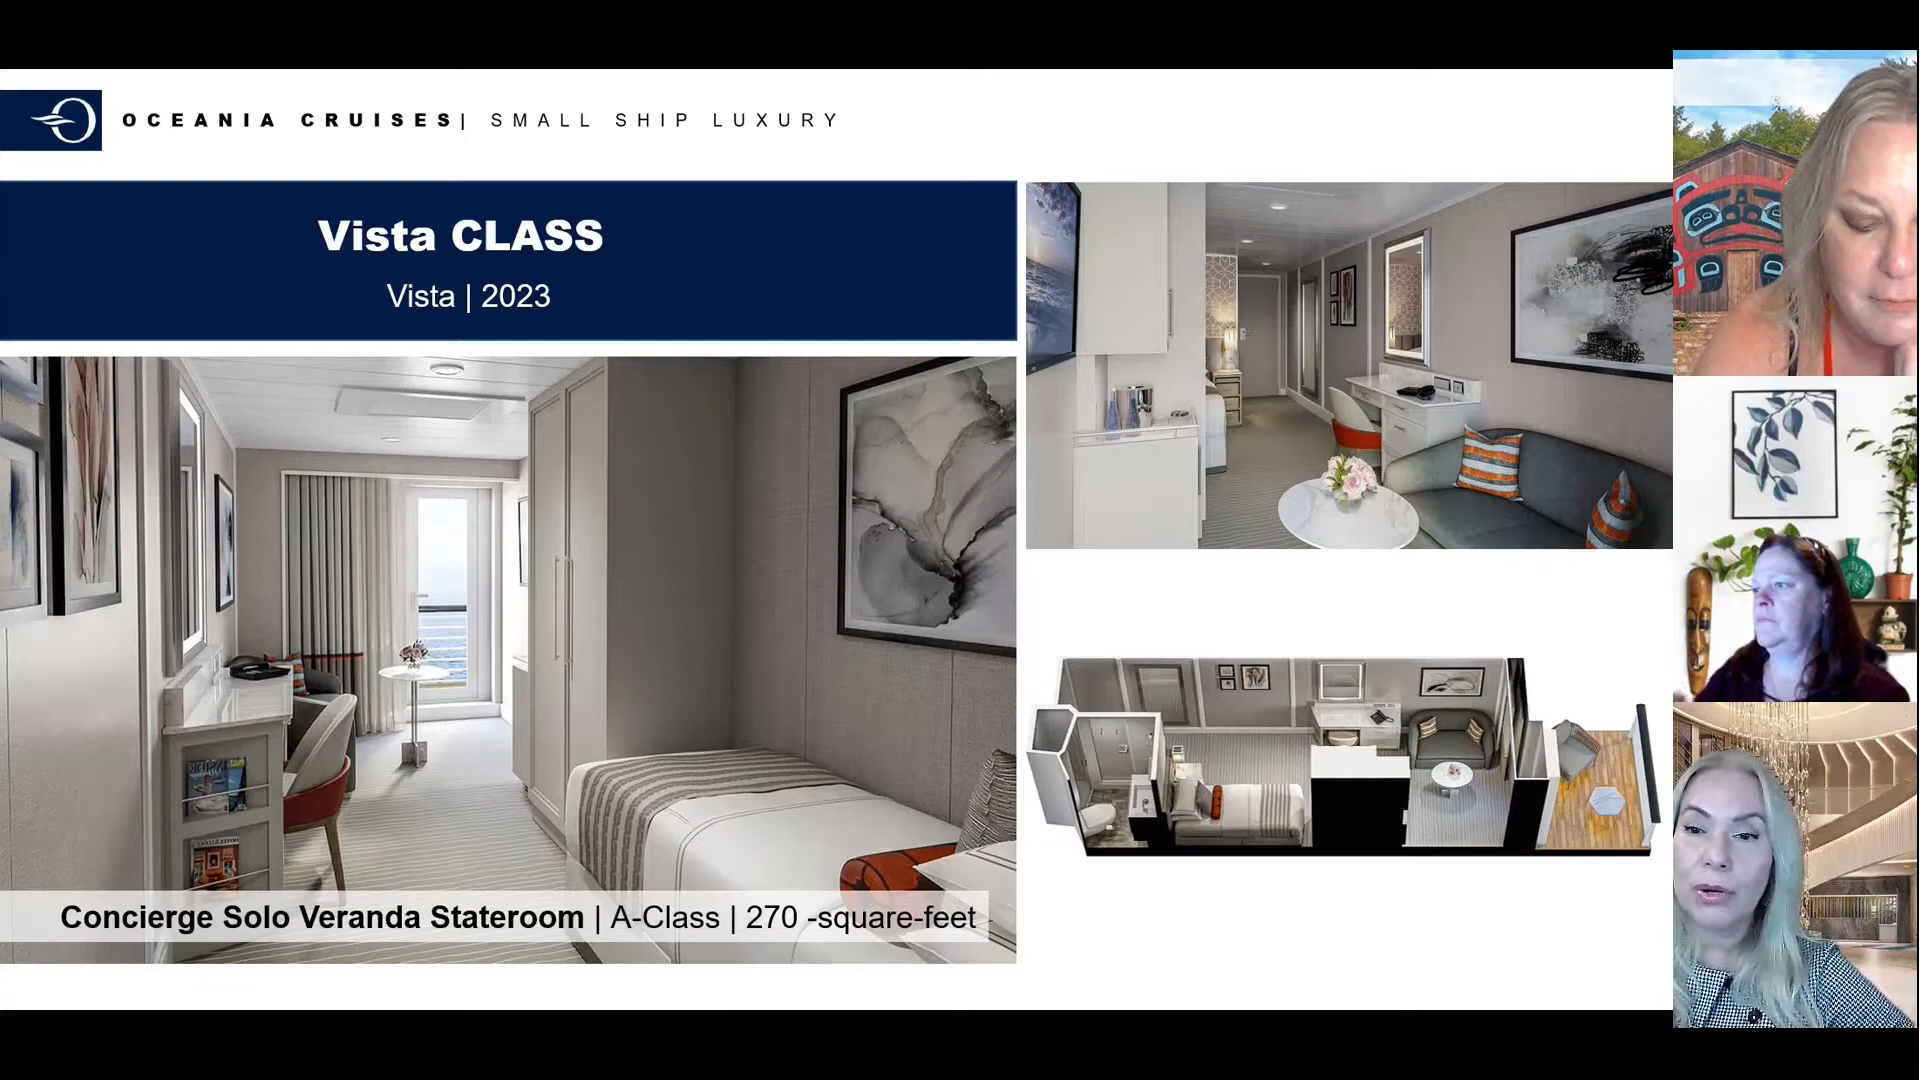 OCEANIA CRUISES| SMALL SHIP LUXURY
Vista CLASS
Vista | 2023
Concierge Solo Veranda Stateroom | A-Class | 270 -square-feet